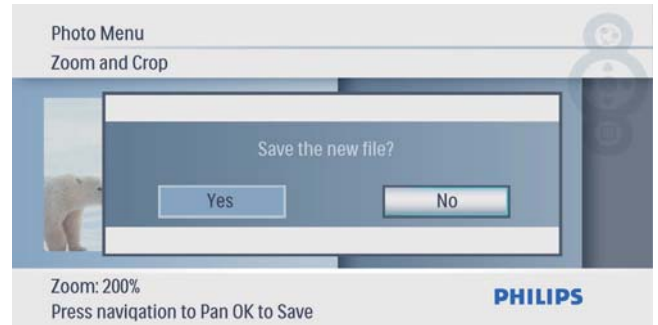 Photo Menu
Zoom and Crop
Save the new file?
Yes
No
Zoom: 200%
Press navigation to Pan OK to Save
PHILIPS